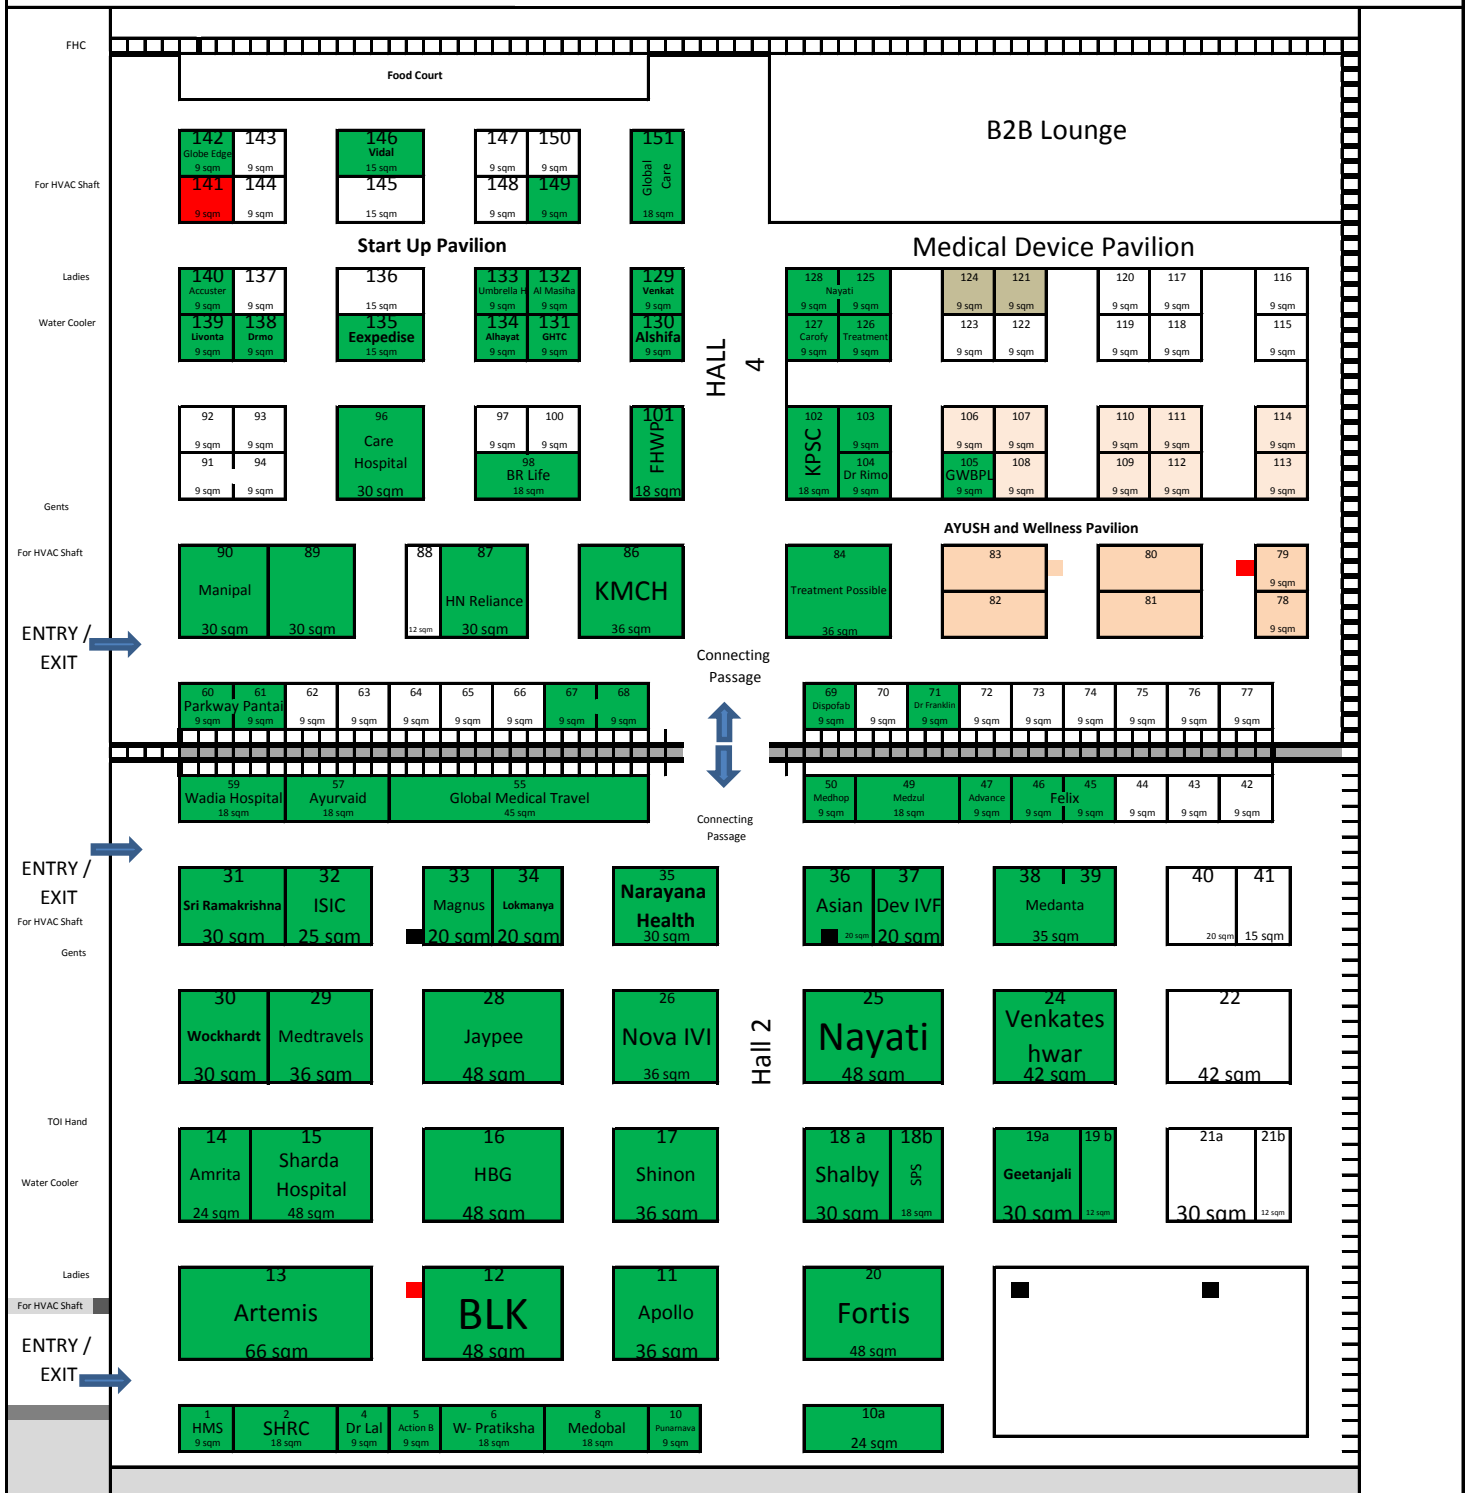 FHC
Food Court
B2B Lounge
142 143 146 147 150 151
Globe Edge Vidal Global Care
9 sqm 9 sqm 15 sqm 9 sqm 9 sqm
For HVAC Shaft
141 144 145 148 149
9 sqm 9 sqm 15 sqm 9 sqm 9 sqm 18 sqm
Start Up Pavilion Medical Device Pavilion
Ladies
140 137 136 133 132 129 128 125 124 121 120 117 116
Accuster Umbrella H Al Masiha Venkat Nayati
9 sqm 9 sqm 15 sqm 9 sqm 9 sqm 9 sqm 9 sqm 9 sqm 9 sqm 9 sqm 9 sqm 9 sqm 9 sqm
Water Cooler
139 138 135 134 131 130 127 126 123 122 119 118 115
Livonta Drmo Eexpedise Alhayat GHTC Alshifa Carofy Treatment
9 sqm 9 sqm 15 sqm 9 sqm 9 sqm 9 sqm 9 sqm 9 sqm 9 sqm 9 sqm 9 sqm 9 sqm 9 sqm
HALL
4
92 93 96 97 100 101 102 103 106 107 110 111 114
Care
Hospital
FHWP
KPSC
9 sqm 9 sqm 9 sqm 9 sqm 9 sqm 9 sqm 9 sqm 9 sqm 9 sqm 9 sqm
91 94 98 104 105 108 109 112 113
BR Life Dr Rimo GWBPL
9 sqm 9 sqm 30 sqm 18 sqm 18 sqm 18 sqm 9 sqm 9 sqm 9 sqm 9 sqm 9 sqm 9 sqm
Gents
AYUSH and Wellness Pavilion
For HVAC Shaft
90 89 88 87 86 84 83 80 79
Manipal HN Reliance KMCH Treatment Possible
9 sqm
82 81 78
30 sqm 30 sqm 12 sqm 30 sqm 36 sqm 36 sqm 9 sqm
ENTRY /
EXIT
Connecting
Passage
60 61 62 63 64 65 66 67 68 69 70 71 72 73 74 75 76 77
Parkway Pantai Dispofab Dr Franklin
9 sqm 9 sqm 9 sqm 9 sqm 9 sqm 9 sqm 9 sqm 9 sqm 9 sqm 9 sqm 9 sqm 9 sqm 9 sqm 9 sqm 9 sqm 9 sqm 9 sqm 9 sqm
59 57 55 50 49 47 46 45 44 43 42
Wadia Hospital Ayurvaid Global Medical Travel Medhop Medzul Advance Felix
18 sqm 18 sqm 45 sqm 9 sqm 18 sqm 9 sqm 9 sqm 9 sqm 9 sqm 9 sqm 9 sqm
Connecting
Passage
ENTRY /
EXIT
For HVAC Shaft
Gents
31 32 33 34 35 36 37 38 39 40 41
Sri Ramakrishna ISIC Magnus Lokmanya Narayana
Health
Asian Dev IVF Medanta
30 sqm 25 sqm 20 sqm 20 sqm 30 sqm 20 sqm 20 sqm 35 sqm 20 sqm 15 sqm
30 29 28 26 25 24 22
Wockhardt Medtravels Jaypee Nova IVI Nayati Venkates
hwar
30 sqm 36 sqm 48 sqm 36 sqm 48 sqm 42 sqm 42 sqm
Hall 2
TOI Hand
14 15 16 17 18 a 18b 19a 19 b 21a 21b
Amrita Sharda
Hospital
HBG Shinon Shalby SPS Geetanjali
Water Cooler
24 sqm 48 sqm 48 sqm 36 sqm 30 sqm 18 sqm 30 sqm 12 sqm 30 sqm 12 sqm
Ladies
13 12 11 20
Artemis BLK Apollo Fortis
For HVAC Shaft
66 sqm 48 sqm 36 sqm 48 sqm
ENTRY /
EXIT
1 2 4 5 6 8 10 10a
HMS SHRC Dr Lal Action B W- Pratiksha Medobal Punarnava
9 sqm 18 sqm 9 sqm 9 sqm 18 sqm 18 sqm 9 sqm 24 sqm